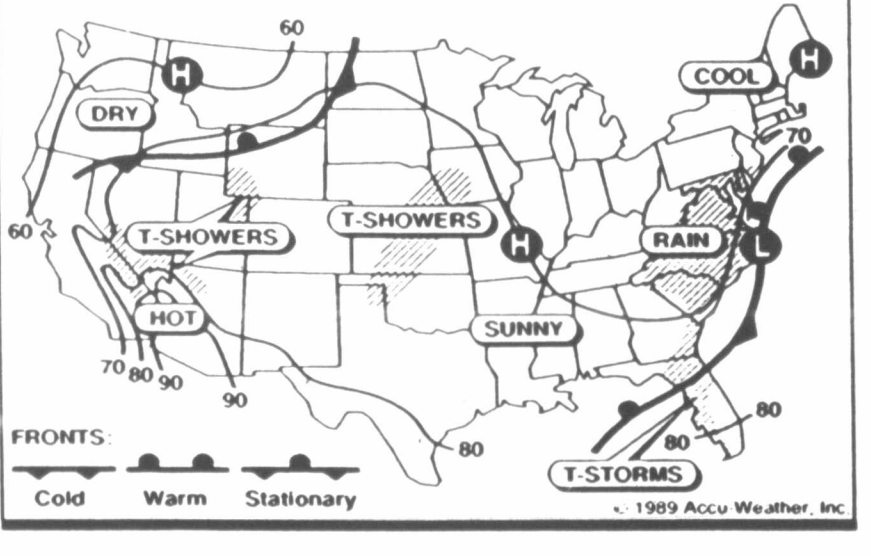 60
H
H
COOL
DRY
70
60
T-SHOWERS
T-SHOWERS
H
RAIN
L
HOT
SUNNY
70
80
90
90
80
80
80
FRONTS:
T-STORMS
Cold Warm Stationary
© 1989 Accu-Weather, Inc.